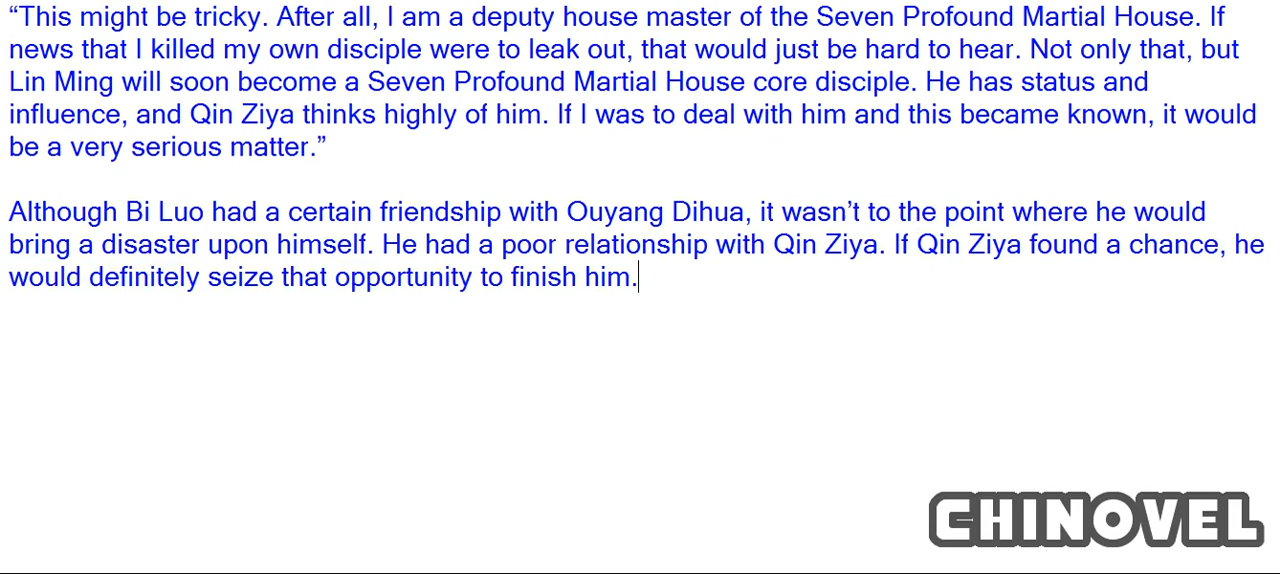 “This might be tricky. After all, I am a deputy house master of the Seven Profound Martial House. If
news that I killed my own disciple were to leak out, that would just be hard to hear. Not only that, but
Lin Ming will soon become a Seven Profound Martial House core disciple. He has status and
influence, and Qin Ziya thinks highly of him. If I was to deal with him and this became known, it would
be a very serious matter.”
Although Bi Luo had a certain friendship with Ouyang Dihua, it wasn’t to the point where he would
bring a disaster upon himself. He had a poor relationship with Qin Ziya. If Qin Ziya found a chance, he
would definitely seize that opportunity to finish him.
CHINOVEL